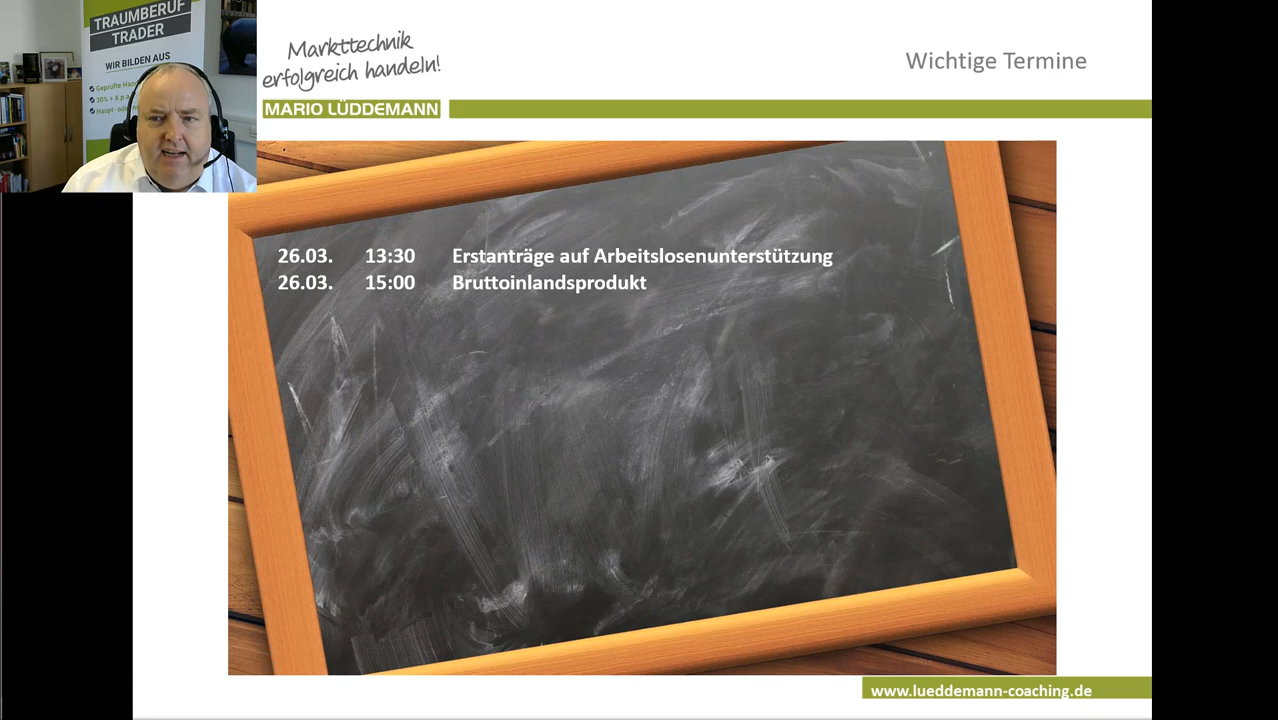 TRAUMBERUF
TRADER
WIR BILDEN AUS
Markttechnik
erfolgreich handeln!
MARIO LÜDDEMANN
Wichtige Termine
26.03. 13:30 Erstanträge auf Arbeitslosenunterstützung
26.03. 15:00 Bruttoinlandsprodukt
www.lueddemann-coaching.de